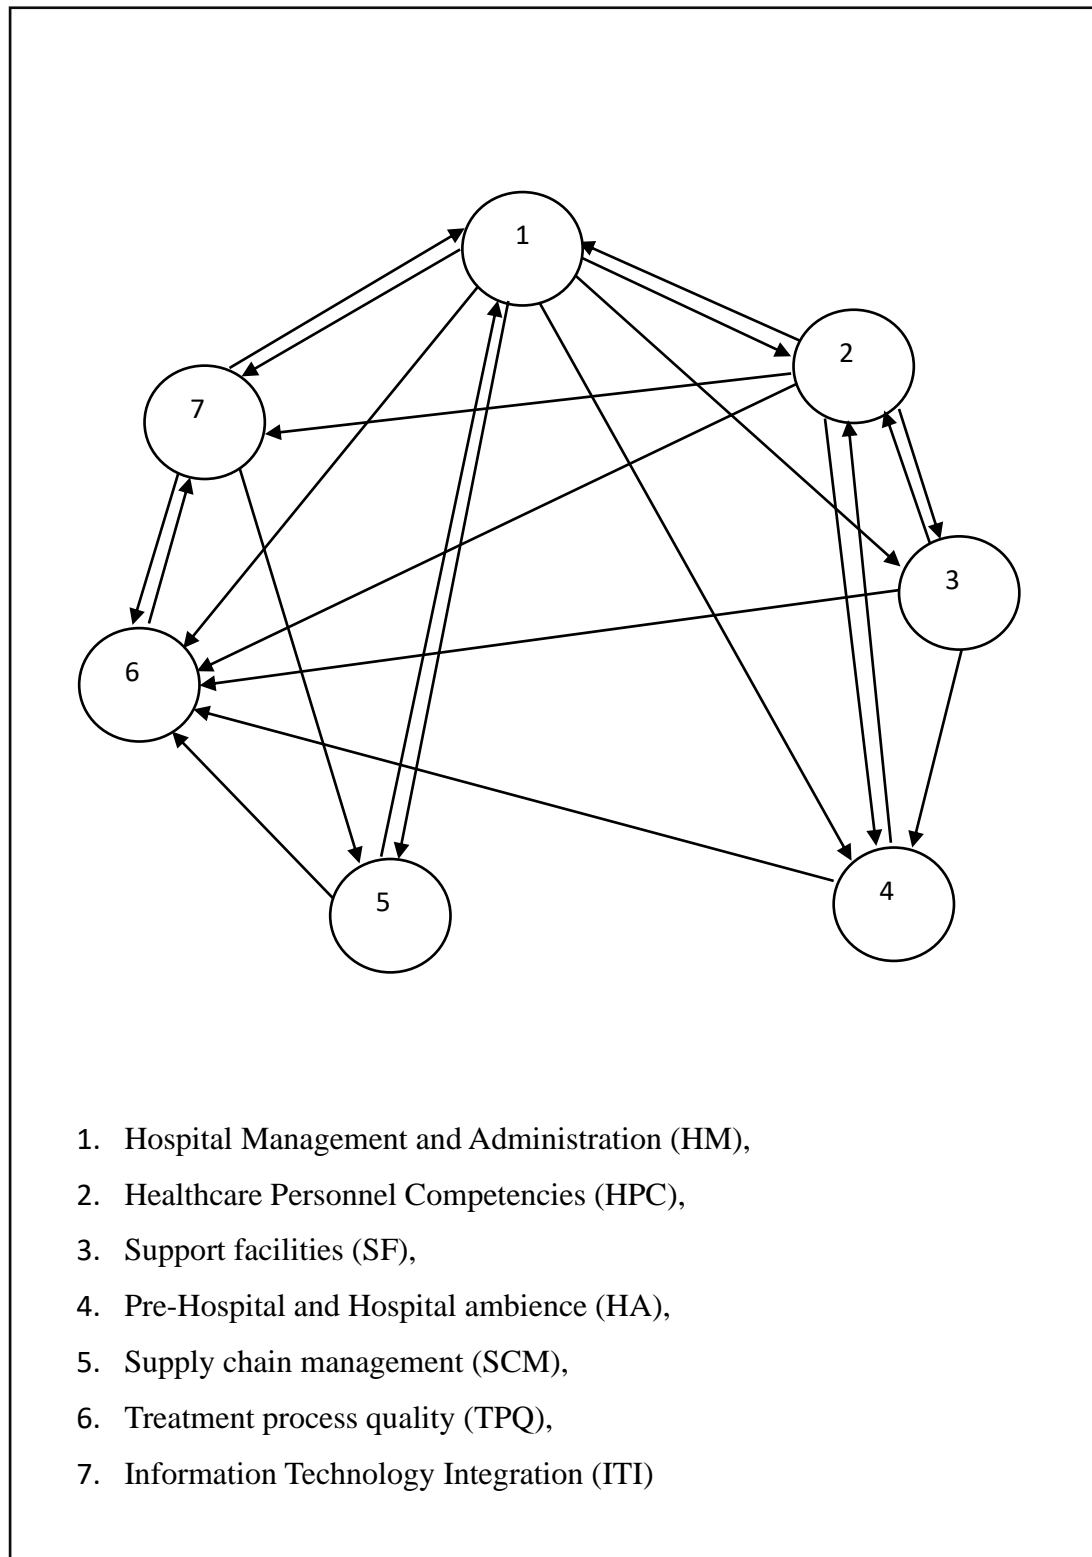 1
2
7
3
6
5
4
1. Hospital Management and Administration (HM),
2. Healthcare Personnel Competencies (HPC),
3. Support facilities (SF),
4. Pre-Hospital and Hospital ambience (HA),
5. Supply chain management (SCM),
6. Treatment process quality (TPQ),
7. Information Technology Integration (ITI)